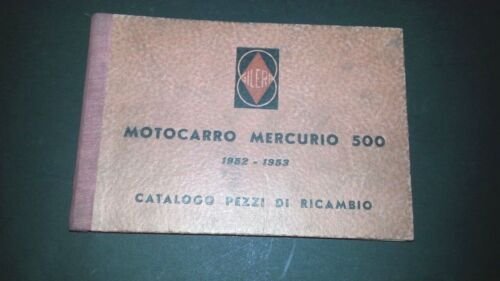 GILERA
MOTOCARRO MERCURIO 500
1952 - 1953
CATALOGO PEZZI DI RICAMBIO